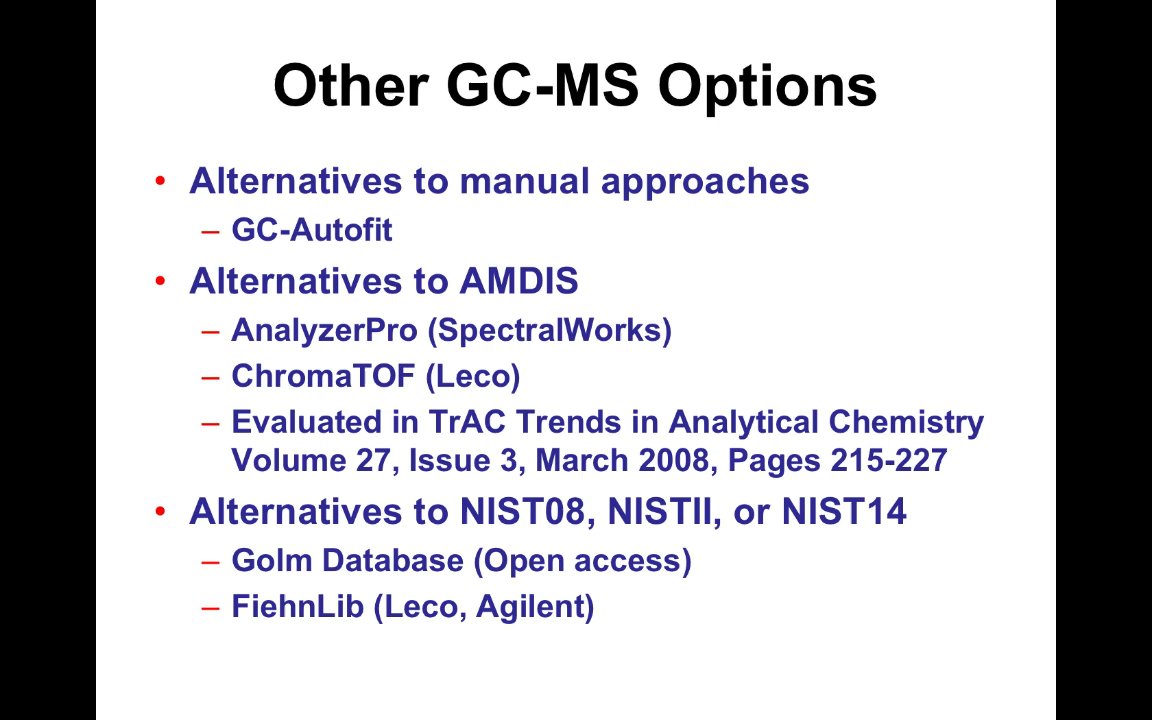 Other GC-MS Options
• Alternatives to manual approaches
– GC-Autofit
• Alternatives to AMDIS
– AnalyzerPro (SpectralWorks)
– ChromaTOF (Leco)
– Evaluated in TrAC Trends in Analytical Chemistry
Volume 27, Issue 3, March 2008, Pages 215-227
• Alternatives to NIST08, NISTII, or NIST14
– Golm Database (Open access)
– FiehnLib (Leco, Agilent)